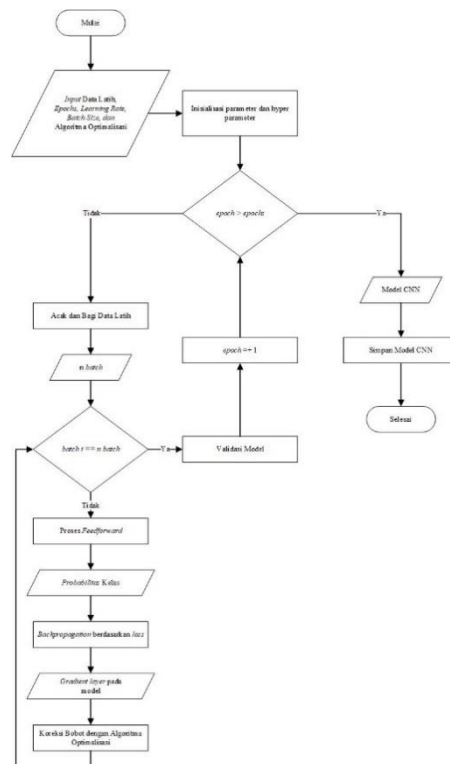 Mulai
Input Data Latih,
Epochs, Learning Rate,
Batch Size, dan
Algoritma Optimalisasi
Inisialisasi parameter dan hyper
parameter
epoch > epochs
Tidak
Ya
Model CNN
Acak dan Bagi Data Latih
epoch =+ 1
Simpan Model CNN
n batch
Selesai
batch t == n batch
Ya
Validasi Model
Tidak
Proses Feedforward
Probabilitas Kelas
Backpropagation berdasarkan loss
Gradient layer pada
model
Koreksi Bobot dengan Algoritma
Optimalisasi